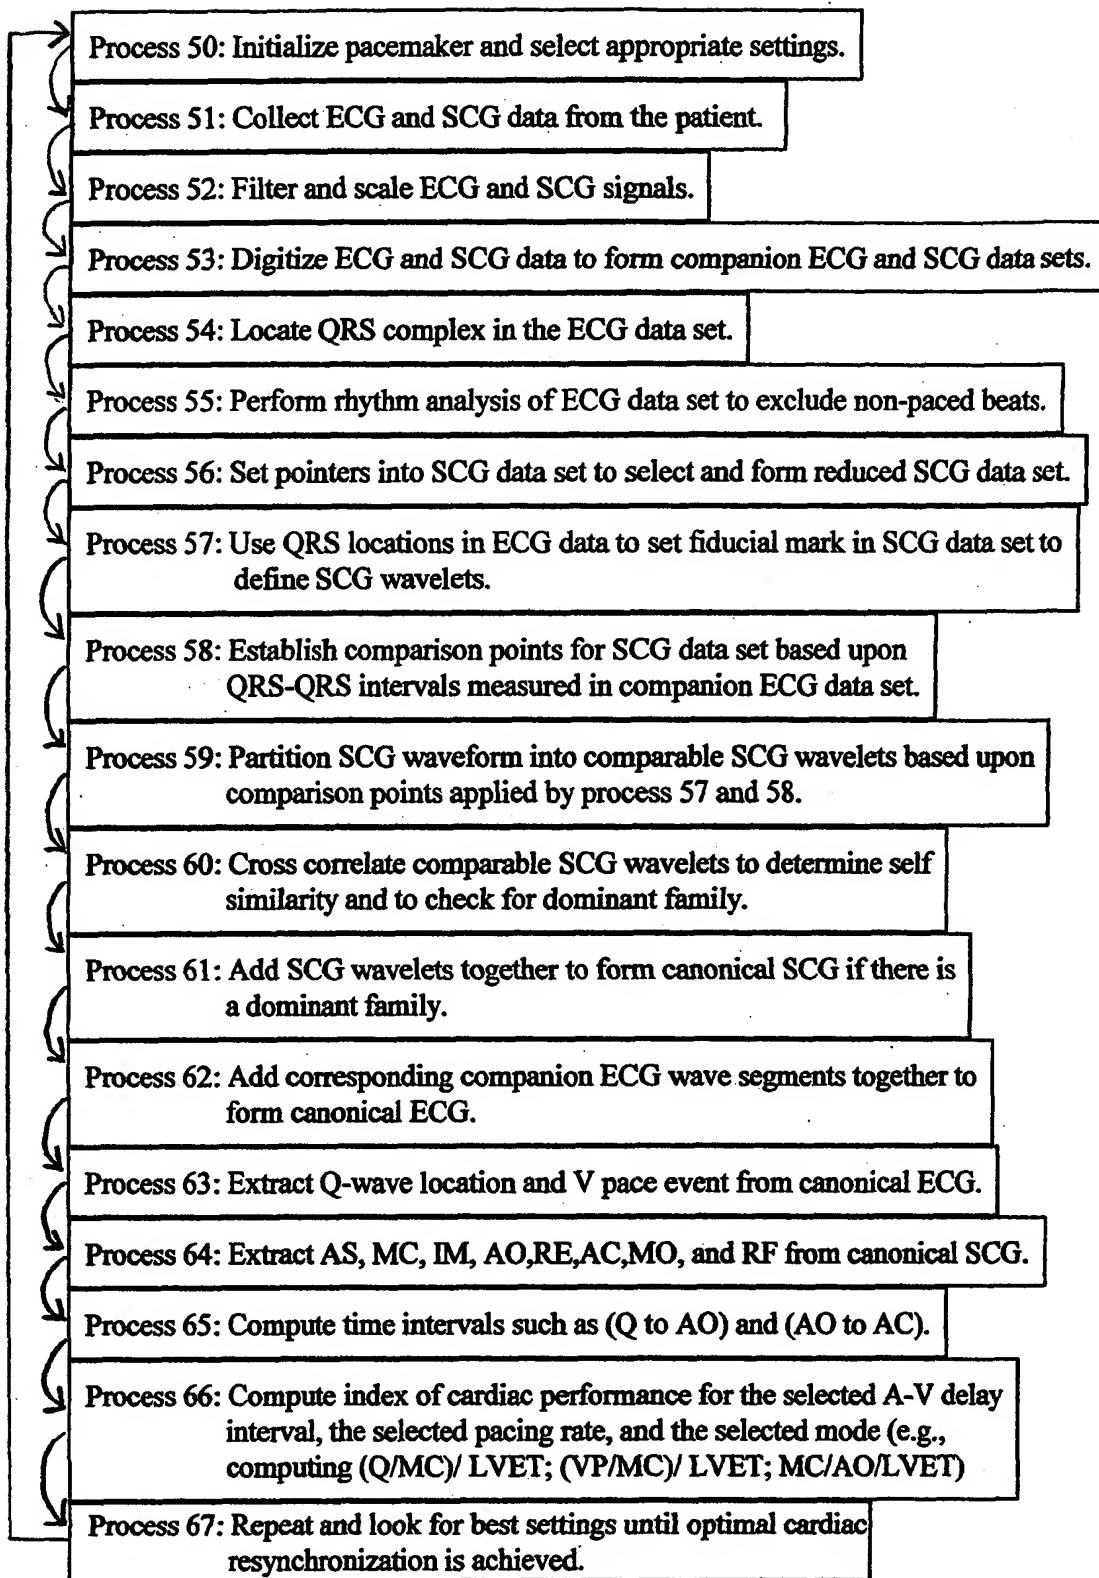 Process 50: Initialize pacemaker and select appropriate settings.
Process 51: Collect ECG and SCG data from the patient.
Process 52: Filter and scale ECG and SCG signals.
Process 53: Digitize ECG and SCG data to form companion ECG and SCG data sets.
Process 54: Locate QRS complex in the ECG data set.
Process 55: Perform rhythm analysis of ECG data set to exclude non-paced beats.
Process 56: Set pointers into SCG data set to select and form reduced SCG data set.
Process 57: Use QRS locations in ECG data to set fiducial mark in SCG data set to
define SCG wavelets.
Process 58: Establish comparison points for SCG data set based upon
QRS-QRS intervals measured in companion ECG data set.
Process 59: Partition SCG waveform into comparable SCG wavelets based upon
comparison points applied by process 57 and 58.
Process 60: Cross correlate comparable SCG wavelets to determine self
similarity and to check for dominant family.
Process 61: Add SCG wavelets together to form canonical SCG if there is
a dominant family.
Process 62: Add corresponding companion ECG wave segments together to
form canonical ECG.
Process 63: Extract Q-wave location and V pace event from canonical ECG.
Process 64: Extract AS, MC, IM, AO,RE,AC,MO, and RF from canonical SCG.
Process 65: Compute time intervals such as (Q to AO) and (AO to AC).
Process 66: Compute index of cardiac performance for the selected A-V delay
interval, the selected pacing rate, and the selected mode (e.g.,
computing (Q/MC)/ LVET; (VP/MC)/ LVET; MC/AO/LVET)
Process 67: Repeat and look for best settings until optimal cardiac
resynchronization is achieved.